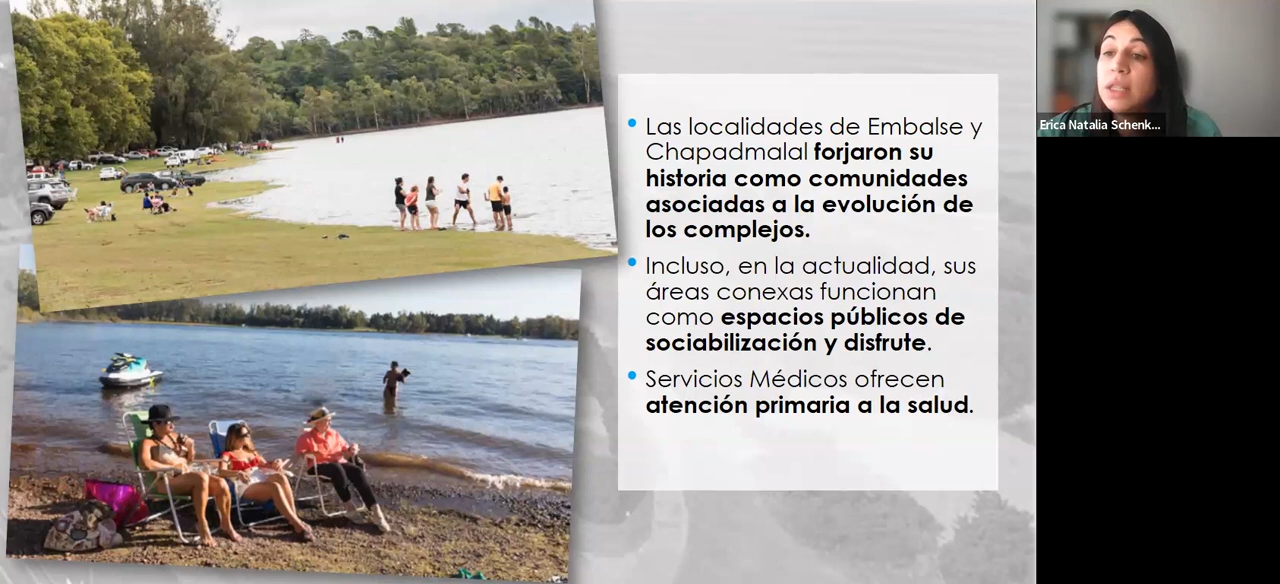 Las localidades de Embalse y
Chapadmalal forjaron su
historia como comunidades
asociadas a la evolución de
los complejos.
Incluso, en la actualidad, sus
áreas conexas funcionan
como espacios públicos de
sociabilización y disfrute.
Servicios Médicos ofrecen
atención primaria a la salud.
Erica Natalia Schenk...